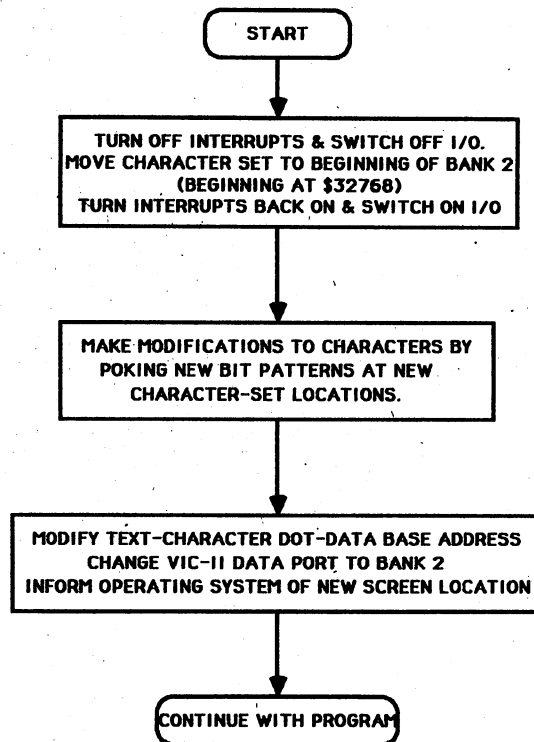 START
TURN OFF INTERRUPTS & SWITCH OFF I/O.
MOVE CHARACTER SET TO BEGINNING OF BANK 2
(BEGINNING AT $32768)
TURN INTERRUPTS BACK ON & SWITCH ON I/O
MAKE MODIFICATIONS TO CHARACTERS BY
POKING NEW BIT PATTERNS AT NEW
CHARACTER-SET LOCATIONS.
MODIFY TEXT-CHARACTER DOT-DATA BASE ADDRESS
CHANGE VIC-II DATA PORT TO BANK 2
INFORM OPERATING SYSTEM OF NEW SCREEN LOCATION
CONTINUE WITH PROGRAM